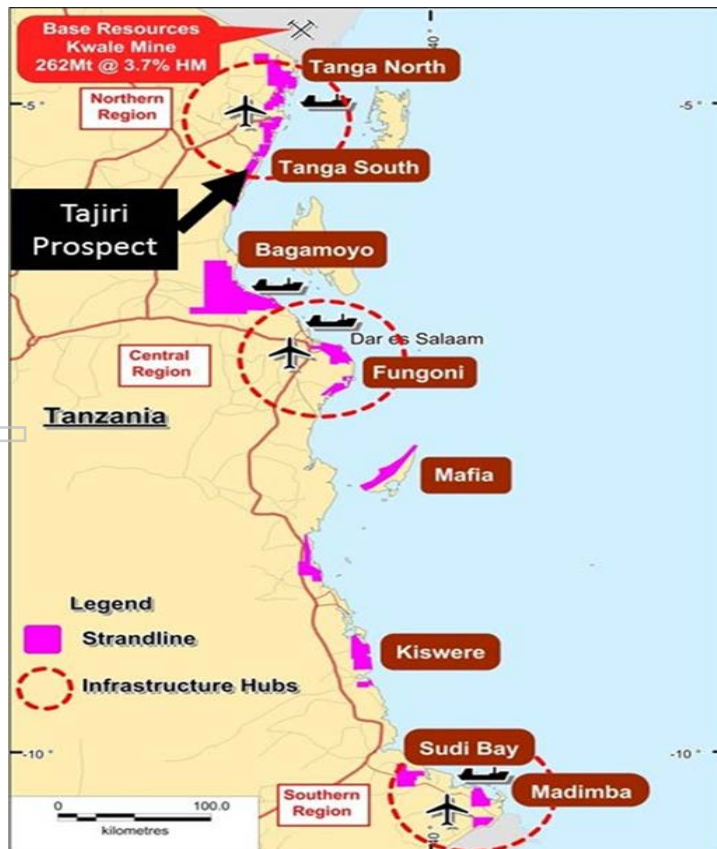 Base Resources
Kwale Mine
262Mt @ 3.7% HM
40
Tanga North
-5
-5
Northern
Region
Tanga South
Tajiri
Prospect
Bagamoyo
Dar es Salaam
Central
Region
Fungoni
Tanzania
Mafia
Legend
Strandline
Kiswere
Infrastructure Hubs
Sudi Bay
-10
-10
Southern
Region
Madimba
0
100.0
kilometres
40